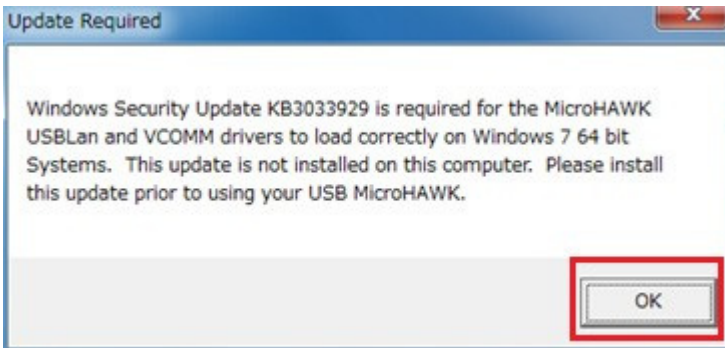 Update Required
Windows Security Update KB3033929 is required for the MicroHAWK
USBLan and VCOMM drivers to load correctly on Windows 7 64 bit
Systems.  This update is not installed on this computer.  Please install
this update prior to using your USB MicroHAWK.
OK